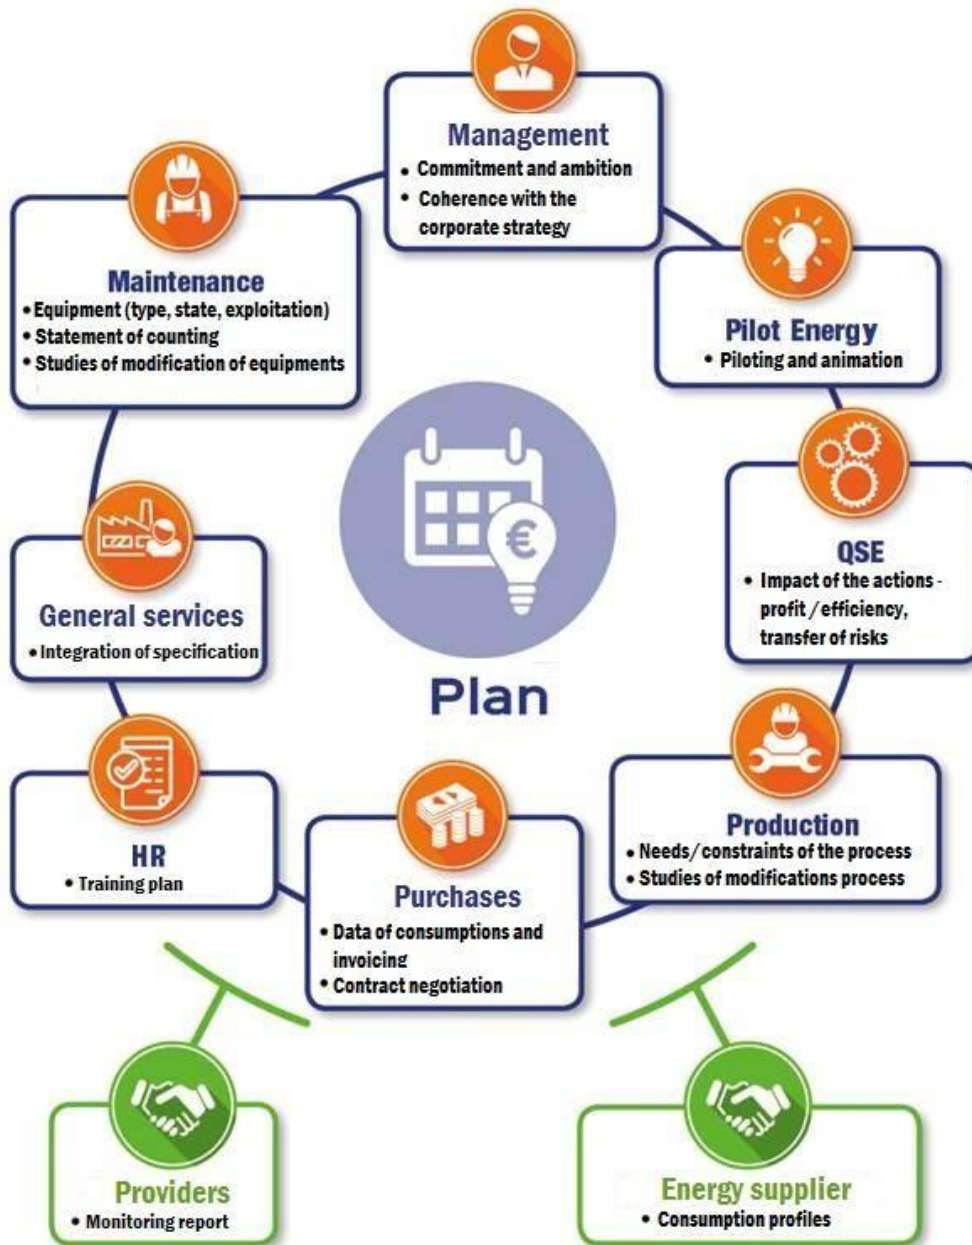 Management
• Commitment and ambition
• Coherence with the
corporate strategy
Pilot Energy
• Piloting and animation
QSE
• Impact of the actions -
profit / efficiency,
transfer of risks
Production
• Needs/constraints of the process
• Studies of modifications process
Purchases
• Data of consumptions and
invoicing
• Contract negotiation
HR
• Training plan
General services
• Integration of specification
Maintenance
• Equipment (type, state, exploitation)
• Statement of counting
• Studies of modification of equipments
€
Plan
Providers
• Monitoring report
Energy supplier
• Consumption profiles